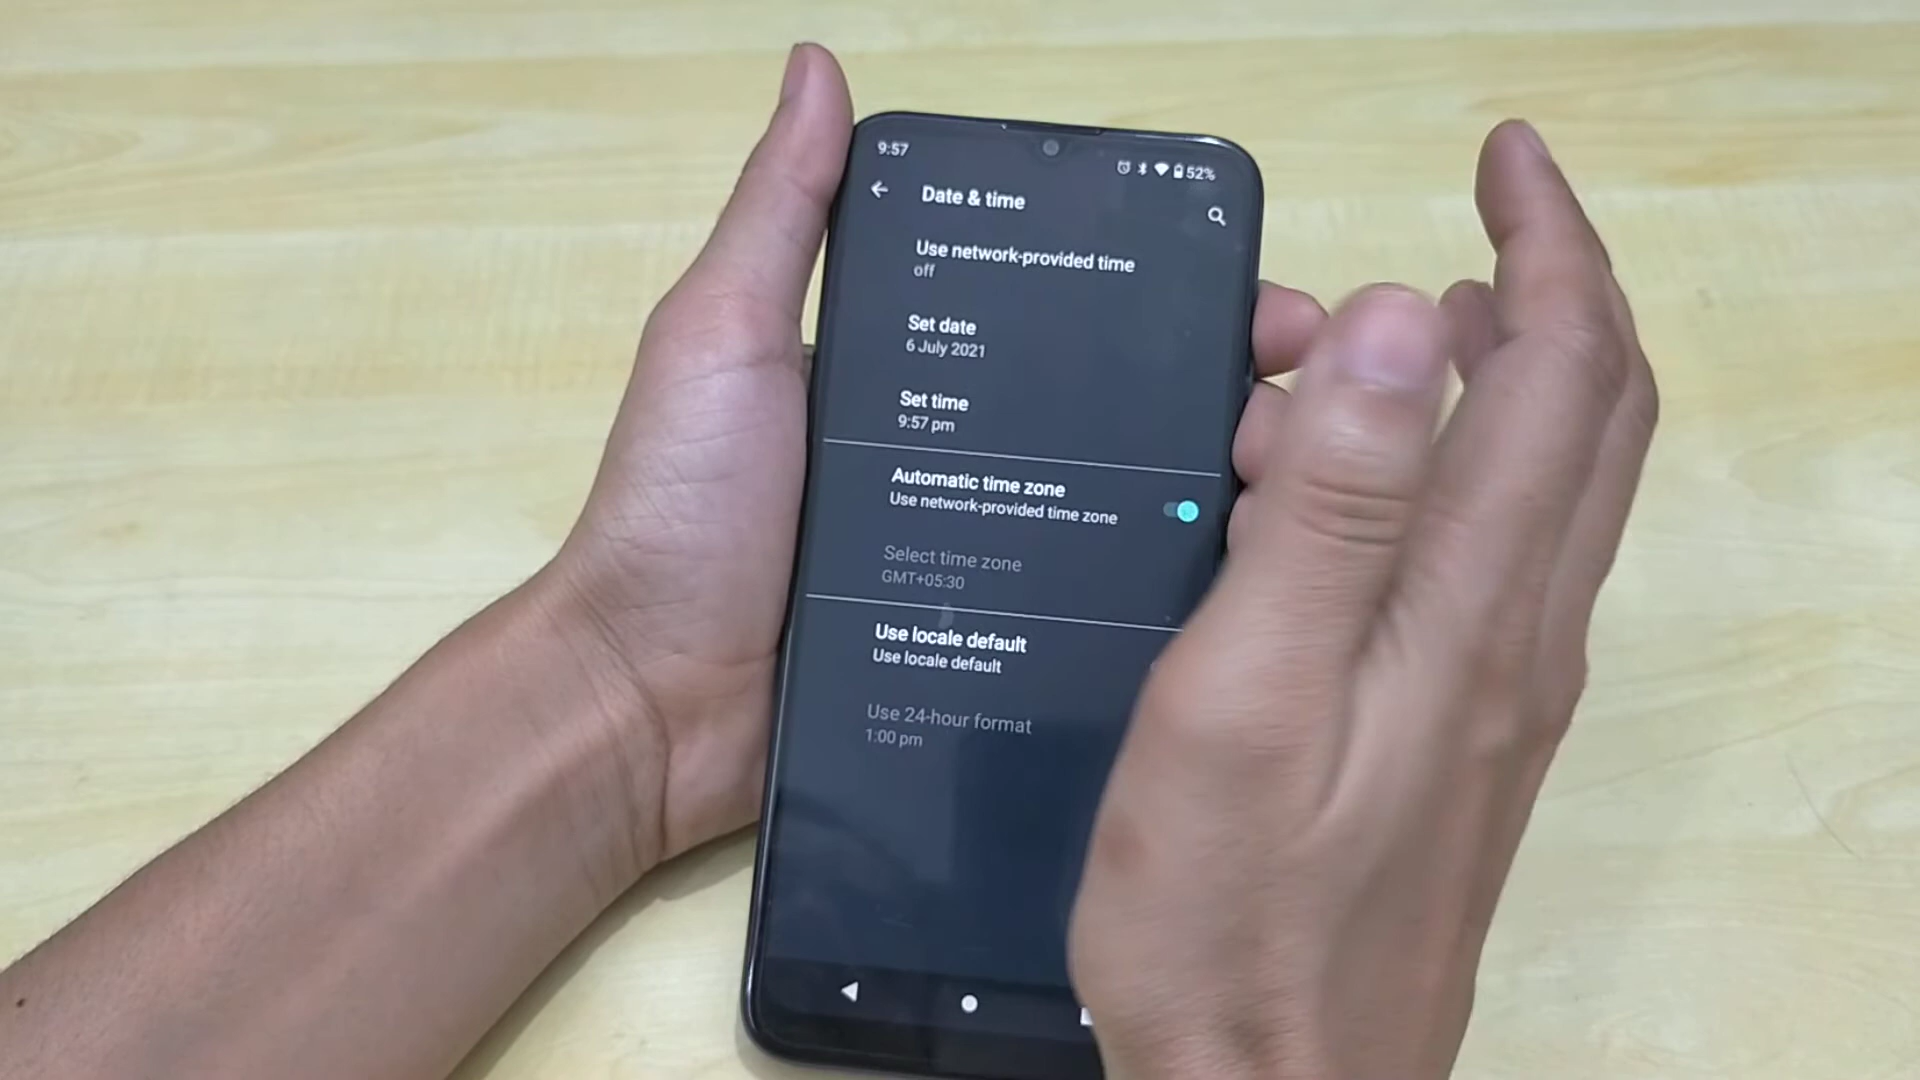 9:57
52%
Date & time
Use network-provided time
off
Set date
6 July 2021
Set time
9:57 pm
Automatic time zone
Use network-provided time zone
Select time zone
GMT+05:30
Use locale default
Use locale default
Use 24-hour format
1:00 pm